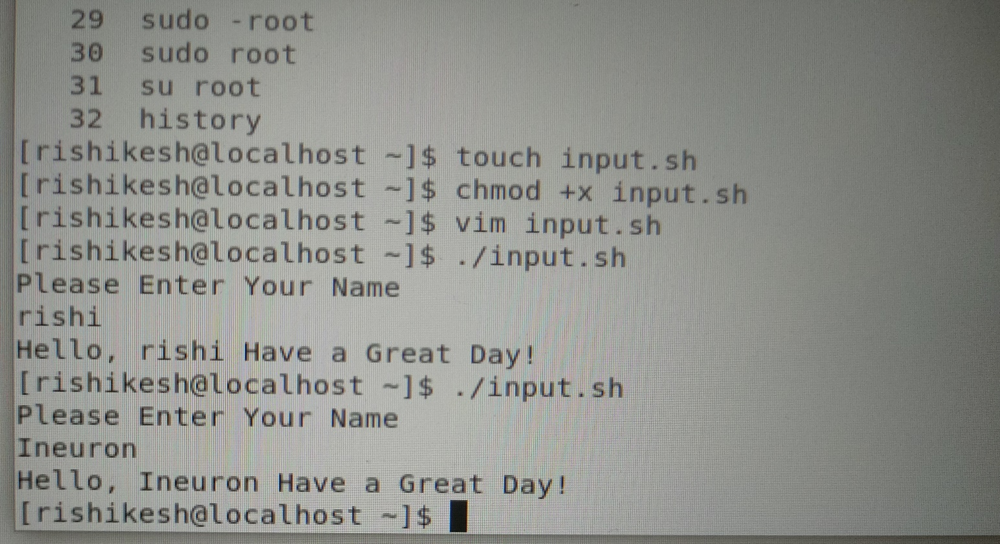 29 sudo -root
30 sudo root
31 su root
32 history
[rishikesh@localhost ~]$ touch input.sh
[rishikesh@localhost ~]$ chmod +x input.sh
[rishikesh@localhost ~]$ vim input.sh
[rishikesh@localhost ~]$ ./input.sh
Please Enter Your Name
rishi
Hello, rishi Have a Great Day!
[rishikesh@localhost ~]$ ./input.sh
Please Enter Your Name
Ineuron
Hello, Ineuron Have a Great Day!
[rishikesh@localhost ~]$